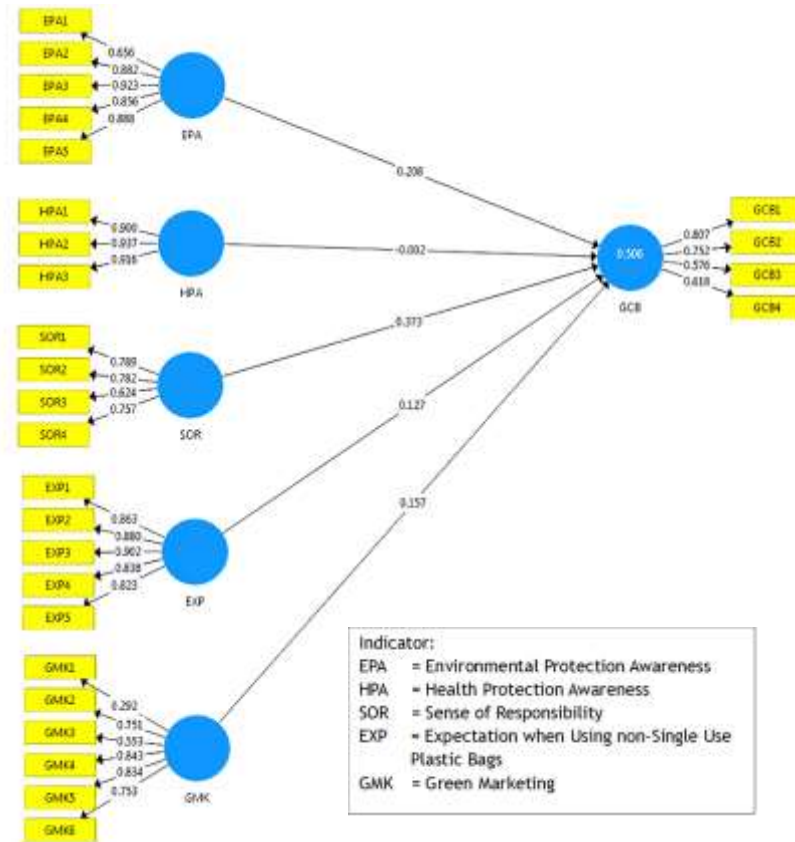 EPA1
EPA2
EPA3
EPA4
EPA5
0.656
0.882
0.923
0.856
0.888
EPA
0.208
HPA1
HPA2
HPA3
0.900
0.937
0.916
HPA
-0.002
GCB1
GCB2
GCB3
GCB4
0.807
0.752
0.576
0.618
0.506
GCB
SOR1
SOR2
SOR3
SOR4
0.789
0.782
0.624
0.757
SOR
0.373
EXP1
EXP2
EXP3
EXP4
EXP5
0.863
0.880
0.902
0.838
0.823
EXP
0.127
GMK1
GMK2
GMK3
GMK4
GMK5
GMK6
0.292
0.751
0.553
0.843
0.834
0.753
GMK
0.157
Indicator:
EPA = Environmental Protection Awareness
HPA = Health Protection Awareness
SOR = Sense of Responsibility
EXP = Expectation when Using non-Single Use
Plastic Bags
GMK = Green Marketing